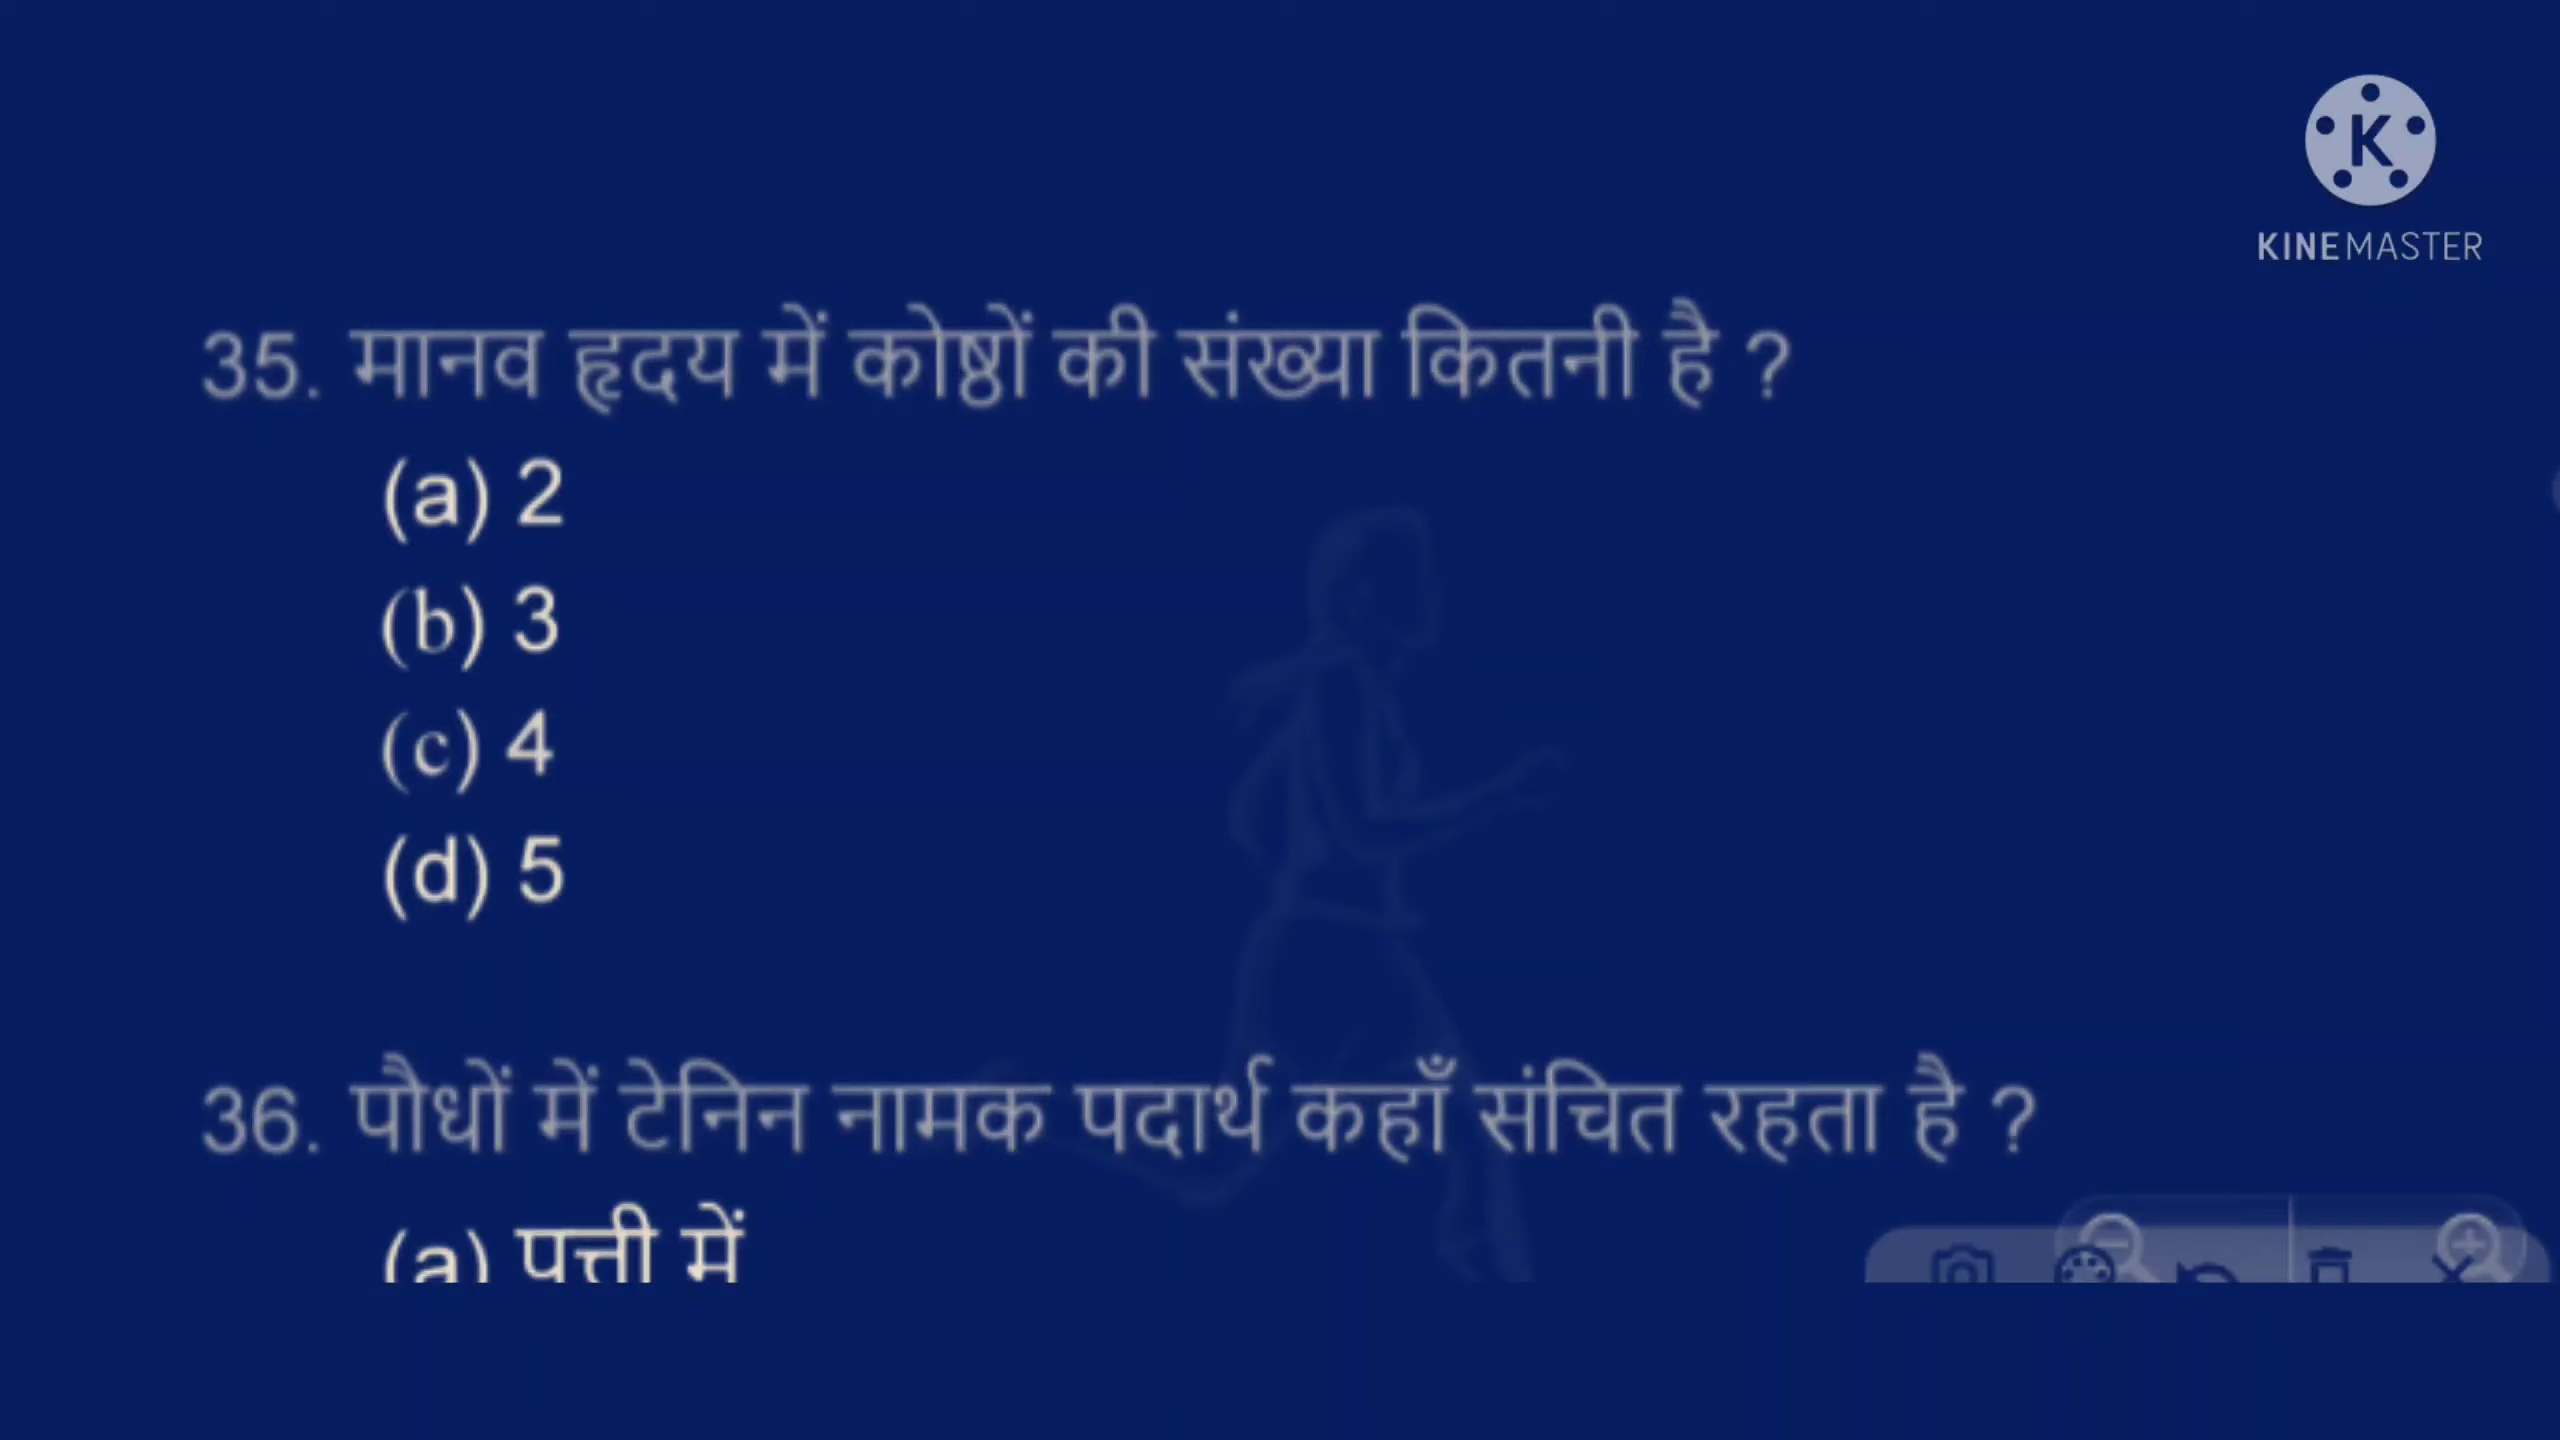 K
KINEMASTER
35. मानव हृदय में कोष्ठों की संख्या कितनी है ?
(a) 2
(b) 3
(c) 4
(d) 5
36. पौधों में टेनिन नामक पदार्थ कहाँ संचित रहता है ?
(a) पत्ती में